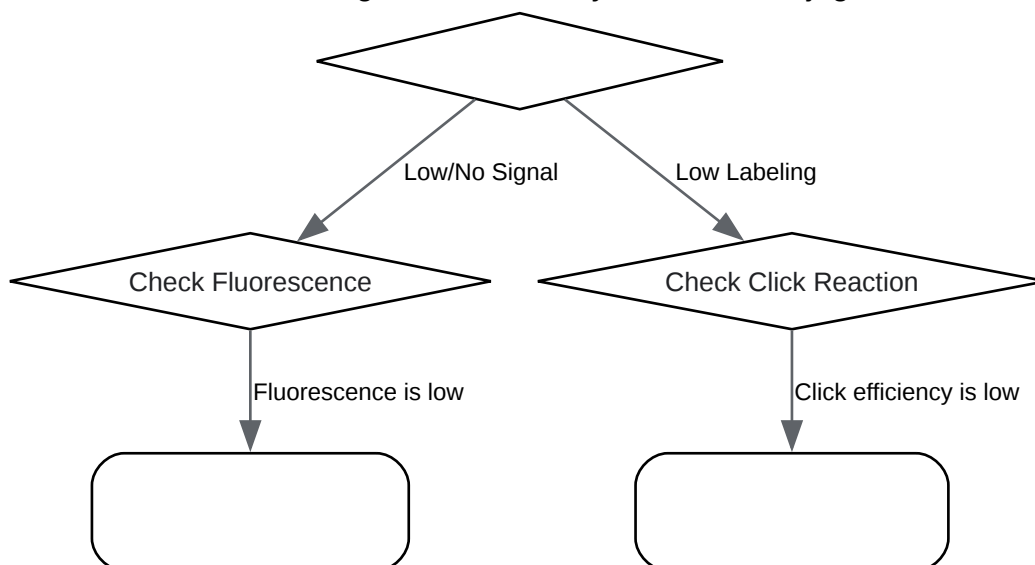 Low/No Signal
Low Labeling
Check Fluorescence
Check Click Reaction
Fluorescence is low
Click efficiency is low